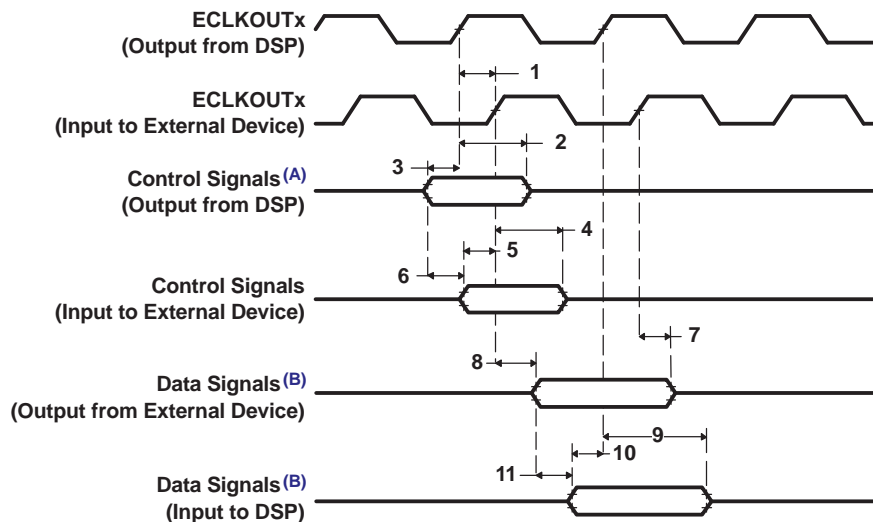 ECLKOUTx
(Output from DSP)
1
ECLKOUTx
(Input to External Device)
2
3
Control Signals(A)
(Output from DSP)
4
5
6
Control Signals
(Input to External Device)
7
8
Data Signals(B)
(Output from External Device)
9
10
11
Data Signals(B)
(Input to DSP)